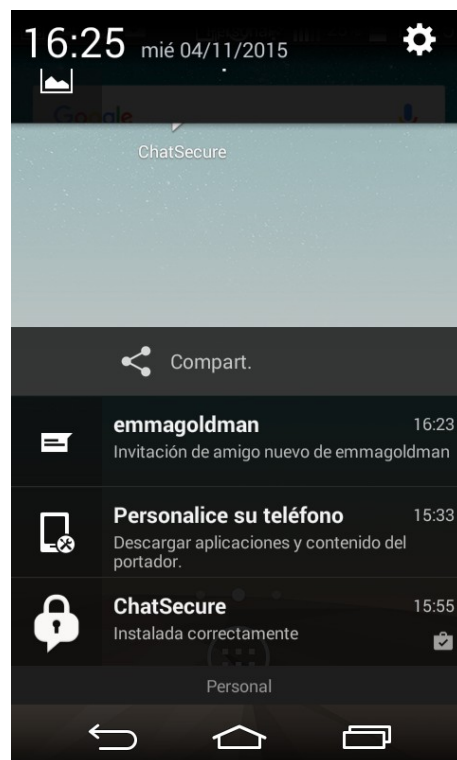 16:25 mié 04/11/2015
Google
ChatSecure
Compart.
emmagoldman 16:23
Invitación de amigo nuevo de emmagoldman
Personalice su teléfono 15:33
Descargar aplicaciones y contenido del
portador.
ChatSecure 15:55
Instalada correctamente
Personal